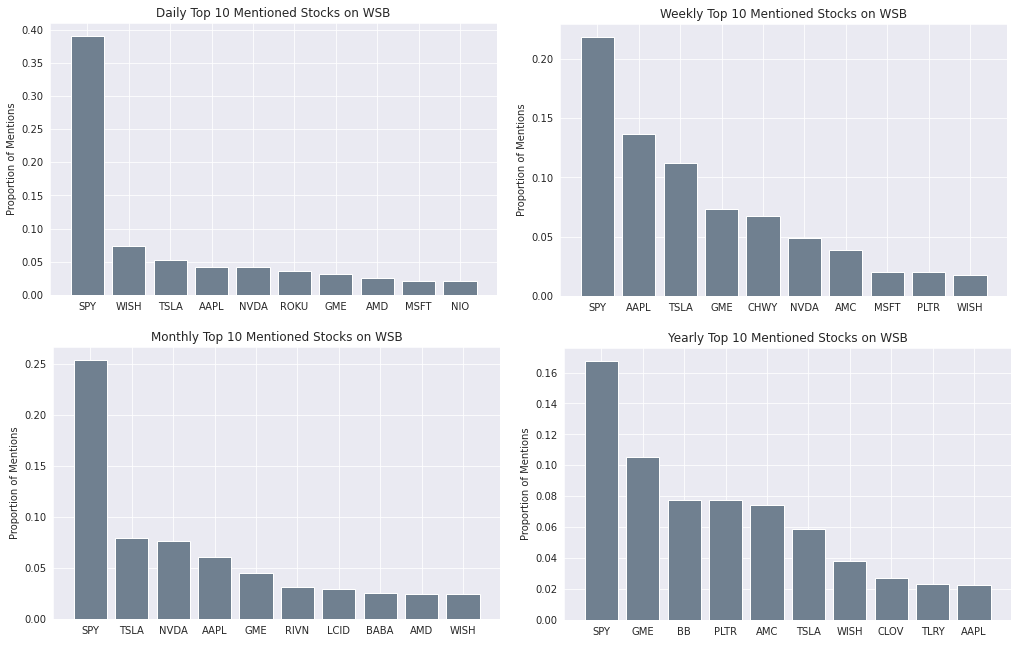 Daily Top 10 Mentioned Stocks on WSB
Proportion of Mentions
0.40
0.35
0.30
0.25
0.20
0.15
0.10
0.05
0.00
SPY WISH TSLA AAPL NVDA ROKU GME AMD MSFT NIO
Weekly Top 10 Mentioned Stocks on WSB
Proportion of Mentions
0.20
0.15
0.10
0.05
0.00
SPY AAPL TSLA GME CHWY NVDA AMC MSFT PLTR WISH
Monthly Top 10 Mentioned Stocks on WSB
Proportion of Mentions
0.25
0.20
0.15
0.10
0.05
0.00
SPY TSLA NVDA AAPL GME RIVN LCID BABA AMD WISH
Yearly Top 10 Mentioned Stocks on WSB
Proportion of Mentions
0.16
0.14
0.12
0.10
0.08
0.06
0.04
0.02
0.00
SPY GME BB PLTR AMC TSLA WISH CLOV TLRY AAPL